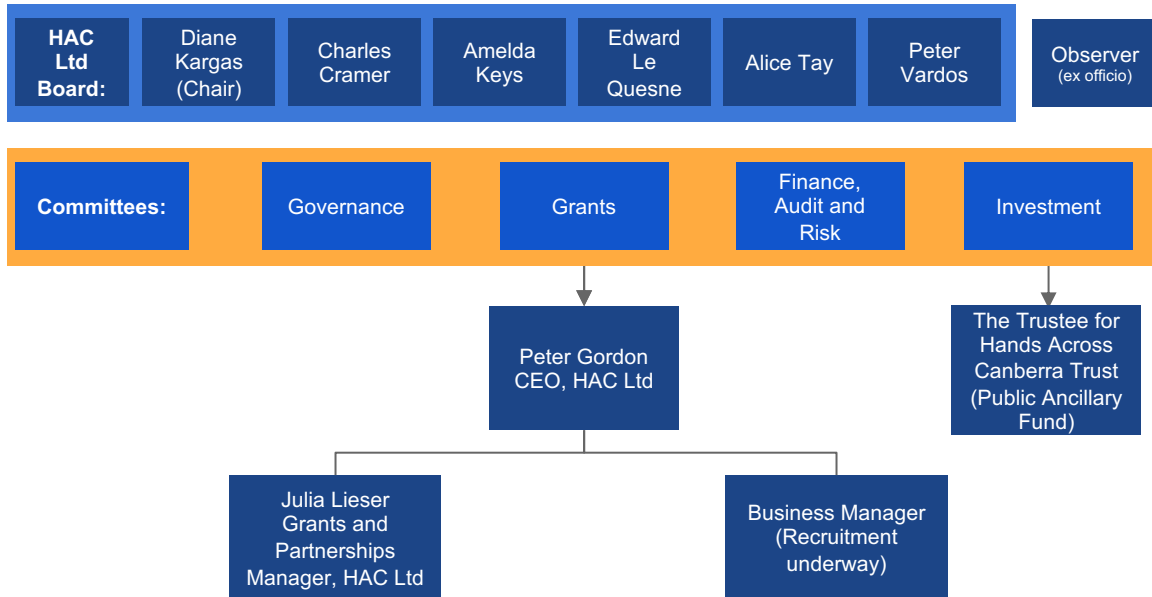 HAC
Ltd
Board:
Diane
Kargas
(Chair)
Charles
Cramer
Amelda
Keys
Edward
Le
Quesne
Alice Tay
Peter
Vardos
Observer
(ex officio)
Committees:
Governance
Grants
Finance,
Audit and
Risk
Investment
Peter Gordon
CEO, HAC Ltd
The Trustee for
Hands Across
Canberra Trust
(Public Ancillary
Fund)
Julia Lieser
Grants and
Partnerships
Manager, HAC Ltd
Business Manager
(Recruitment
underway)